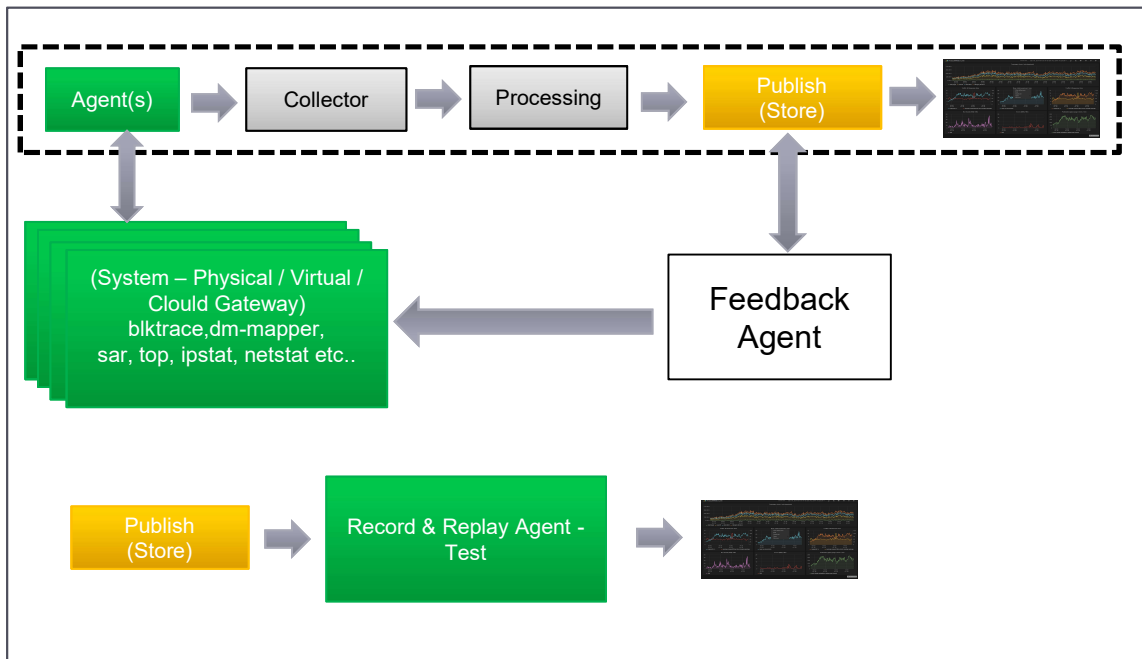 Agent(s)
Collector
Processing
Publish
(Store)
(System – Physical / Virtual /
Clould Gateway)
blktrace,dm-mapper,
sar, top, ipstat, netstat etc..
Feedback
Agent
Publish
(Store)
Record & Replay Agent -
Test